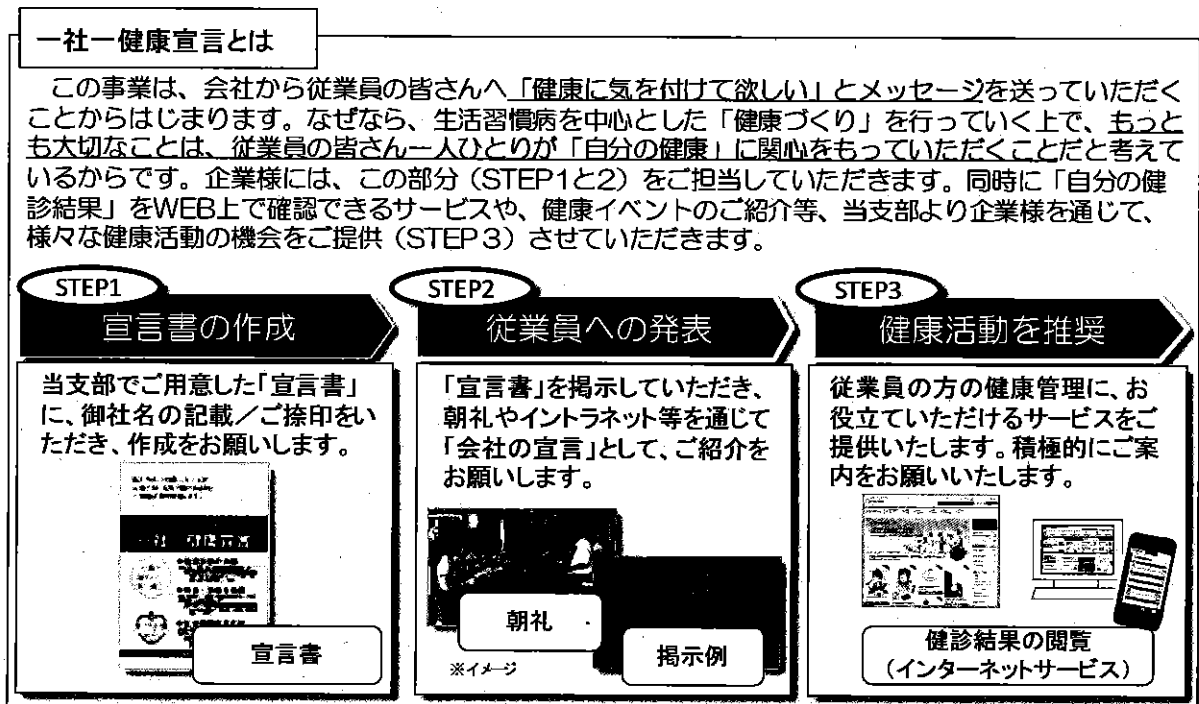 一社一健康宣言とは
この事業は、会社から従業員の皆さんへ「健康に気を付けて欲しい」とメッセージを送っていただく
ことからはじまります。なぜなら、生活習慣病を中心とした「健康づくり」を行っていく上で、もっと
も大切なことは、従業員の皆さん一人ひとりが「自分の健康」に関心をもっていただくことだと考えて
いるからです。企業様には、この部分（STEP1と2）をご担当していただきます。同時に「自分の健
診結果」をWEB上で確認できるサービスや、健康イベントのご紹介等、当支部より企業様を通じて、
様々な健康活動の機会をご提供（STEP3）させていただきます。
STEP1
宣言書の作成
当支部でご用意した「宣言書」
に、御社名の記載／ご捺印をい
ただき、作成をお願いします。
宣言書
STEP2
従業員への発表
「宣言書」を掲示していただき、
朝礼やイントラネット等を通じて
「会社の宣言」として、ご紹介を
お願いします。
朝礼
※イメージ
掲示例
STEP3
健康活動を推奨
従業員の方の健康管理に、お
役立ていただけるサービスをご
提供いたします。積極的にご案
内をお願いいたします。
健診結果の閲覧
（インターネットサービス）